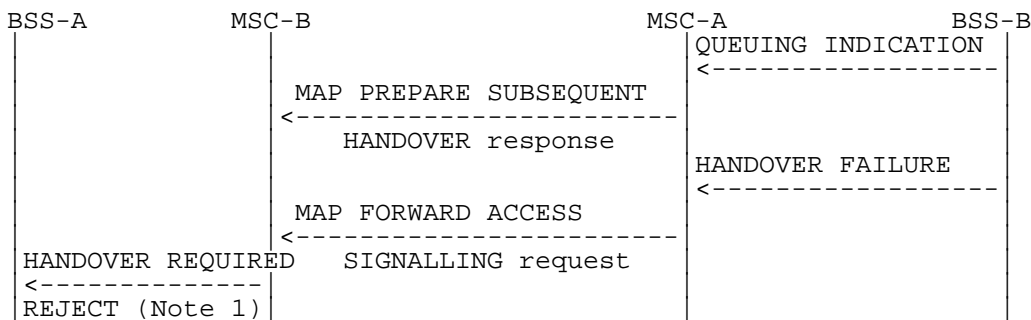 BSS-A MSC-B MSC-A BSS-B
QUEUING INDICATION
MAP PREPARE SUBSEQUENT
HANDOVER response
HANDOVER FAILURE
MAP FORWARD ACCESS
HANDOVER REQUIRED SIGNALLING request
REJECT (Note 1)